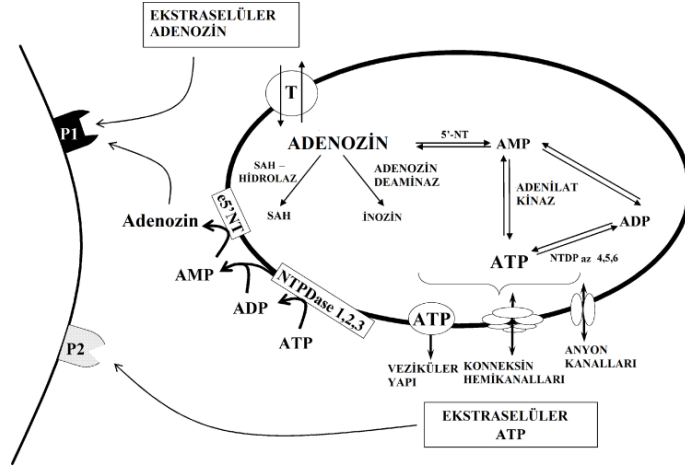 EKSTRASELÜLER
ADENOZİN
T
P1
ADENOZİN
5'-NT
AMP
SAH –
HİDROLAZ
ADENOZİN
DEAMİNAZ
ADENİLAT
KİNAZ
SAH
İNOZİN
ADP
e5'NT
Adenozin
ATP
NTDP az 4,5,6
AMP
NTPDase 1,2,3
ADP
ATP
ATP
P2
VEZİKÜLER
YAPI
KONNEKSİN
HEMİKANALLARI
ANYON
KANALLARI
EKSTRASELÜLER
ATP